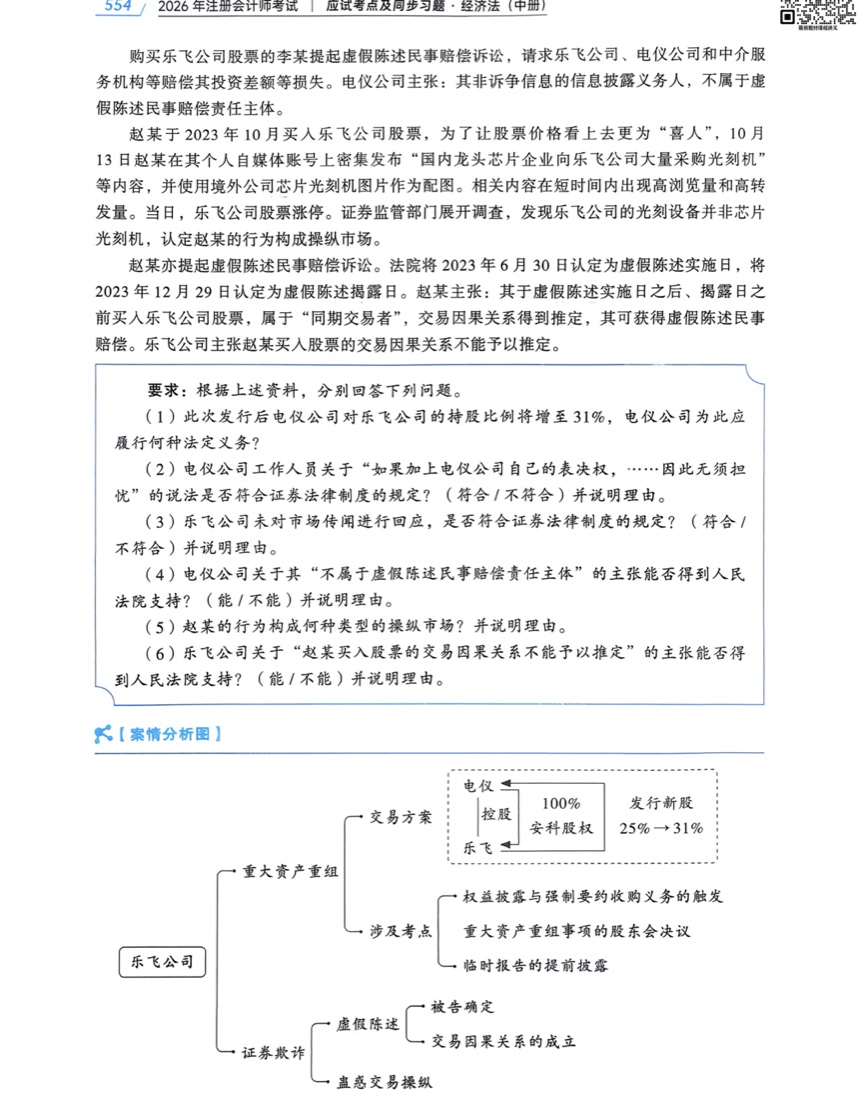 554 2026 年注册会计师考试 | 应试考点及同步习题 · 经济法（中册）
购买乐飞公司股票的李某提起虚假陈述民事赔偿诉讼，请求乐飞公司、电仪公司和中介服
务机构等赔偿其投资差额等损失。电仪公司主张：其非诉争信息的信息披露义务人，不属于虚
假陈述民事赔偿责任主体。
赵某于 2023 年 10 月买入乐飞公司股票，为了让股票价格看上去更为“喜人”，10 月
13 日赵某在其个人自媒体账号上密集发布“国内龙头芯片企业向乐飞公司大量采购光刻机”
等内容，并使用境外公司芯片光刻机图片作为配图。相关内容在短时间内出现高浏览量和高转
发量。当日，乐飞公司股票涨停。证券监管部门展开调查，发现乐飞公司的光刻设备并非芯片
光刻机，认定赵某的行为构成操纵市场。
赵某亦提起虚假陈述民事赔偿诉讼。法院将 2023 年 6 月 30 日认定为虚假陈述实施日，将
2023 年 12 月 29 日认定为虚假陈述揭露日。赵某主张：其于虚假陈述实施日之后、揭露日之
前买入乐飞公司股票，属于“同期交易者”，交易因果关系得到推定，其可获得虚假陈述民事
赔偿。乐飞公司主张赵某买入股票的交易因果关系不能予以推定。
要求：根据上述资料，分别回答下列问题。
（1）此次发行后电仪公司对乐飞公司的持股比例将增至 31%，电仪公司为此应
履行何种法定义务？
（2）电仪公司工作人员关于“如果加上电仪公司自己的表决权，……因此无须担
忧”的说法是否符合证券法律制度的规定？（符合 / 不符合）并说明理由。
（3）乐飞公司未对市场传闻进行回应，是否符合证券法律制度的规定？（符合 /
不符合）并说明理由。
（4）电仪公司关于其“不属于虚假陈述民事赔偿责任主体”的主张能否得到人民
法院支持？（能 / 不能）并说明理由。
（5）赵某的行为构成何种类型的操纵市场？并说明理由。
（6）乐飞公司关于“赵某买入股票的交易因果关系不能予以推定”的主张能否得
到人民法院支持？（能 / 不能）并说明理由。
【案情分析图】
电仪
控股
乐飞
100%
安科股权
发行新股
25%→31%
交易方案
重大资产重组
权益披露与强制要约收购义务的触发
涉及考点
重大资产重组事项的股东会决议
临时报告的提前披露
乐飞公司
被告确定
虚假陈述
交易因果关系的成立
证券欺诈
蛊惑交易操纵